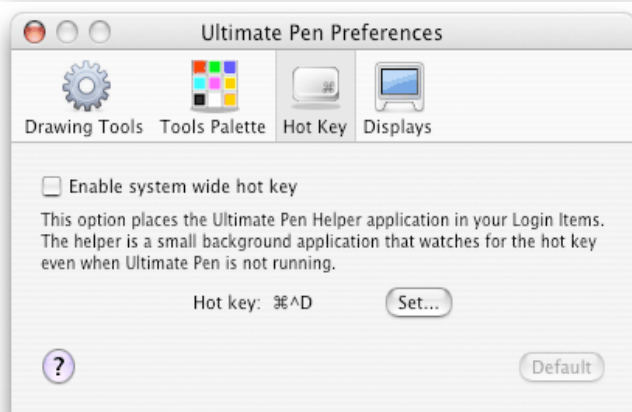 Ultimate Pen Preferences
Drawing Tools Tools Palette Hot Key Displays
Enable system wide hot key
This option places the Ultimate Pen Helper application in your Login Items.
The helper is a small background application that watches for the hot key
even when Ultimate Pen is not running.
Hot key: ⌘^D Set...
? Default